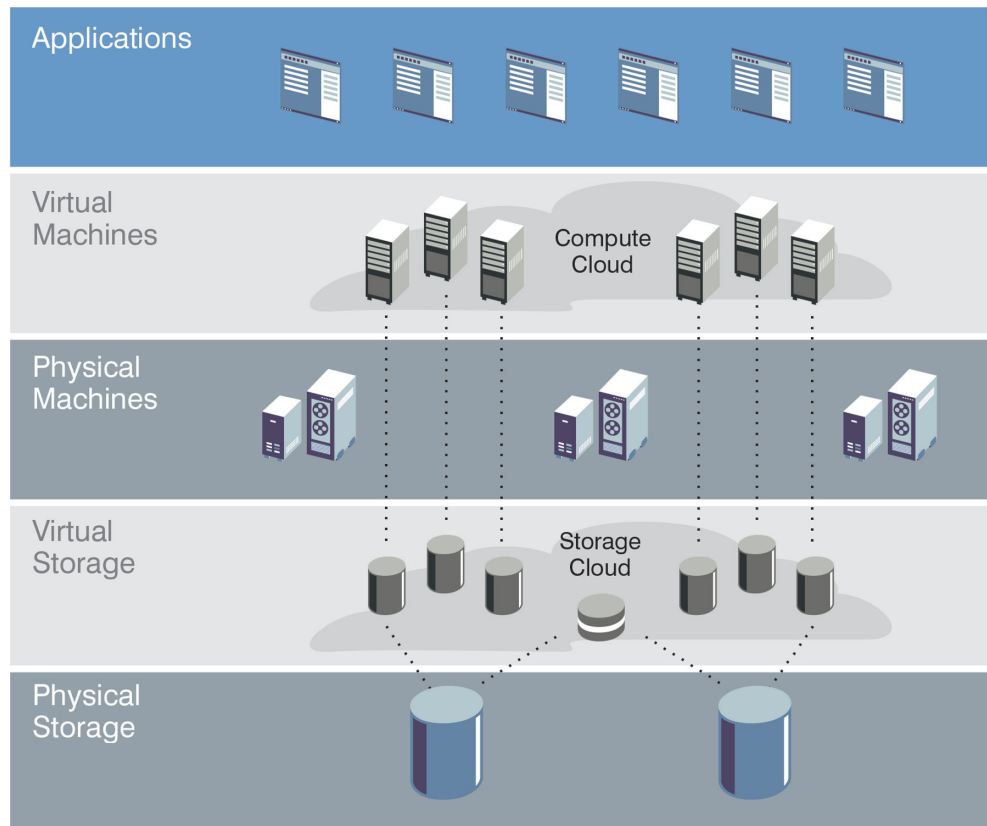 Applications
Virtual
Machines
Compute
Cloud
Physical
Machines
Virtual
Storage
Storage
Cloud
Physical
Storage